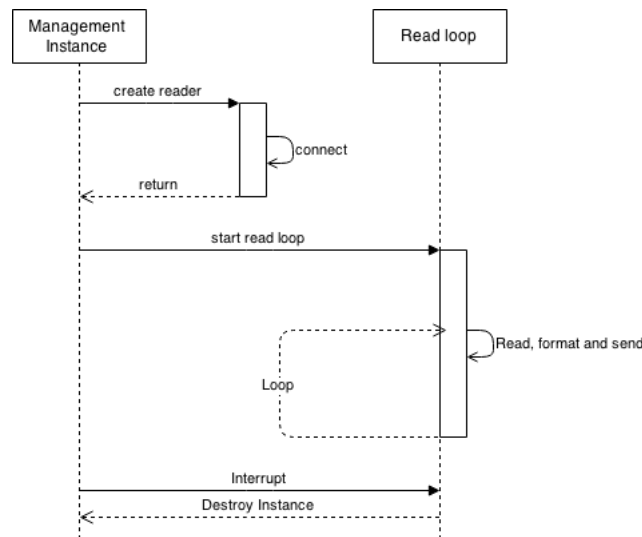 Management
Instance
Read loop
create reader
connect
return
start read loop
Read, format and send
Loop
Interrupt
Destroy Instance